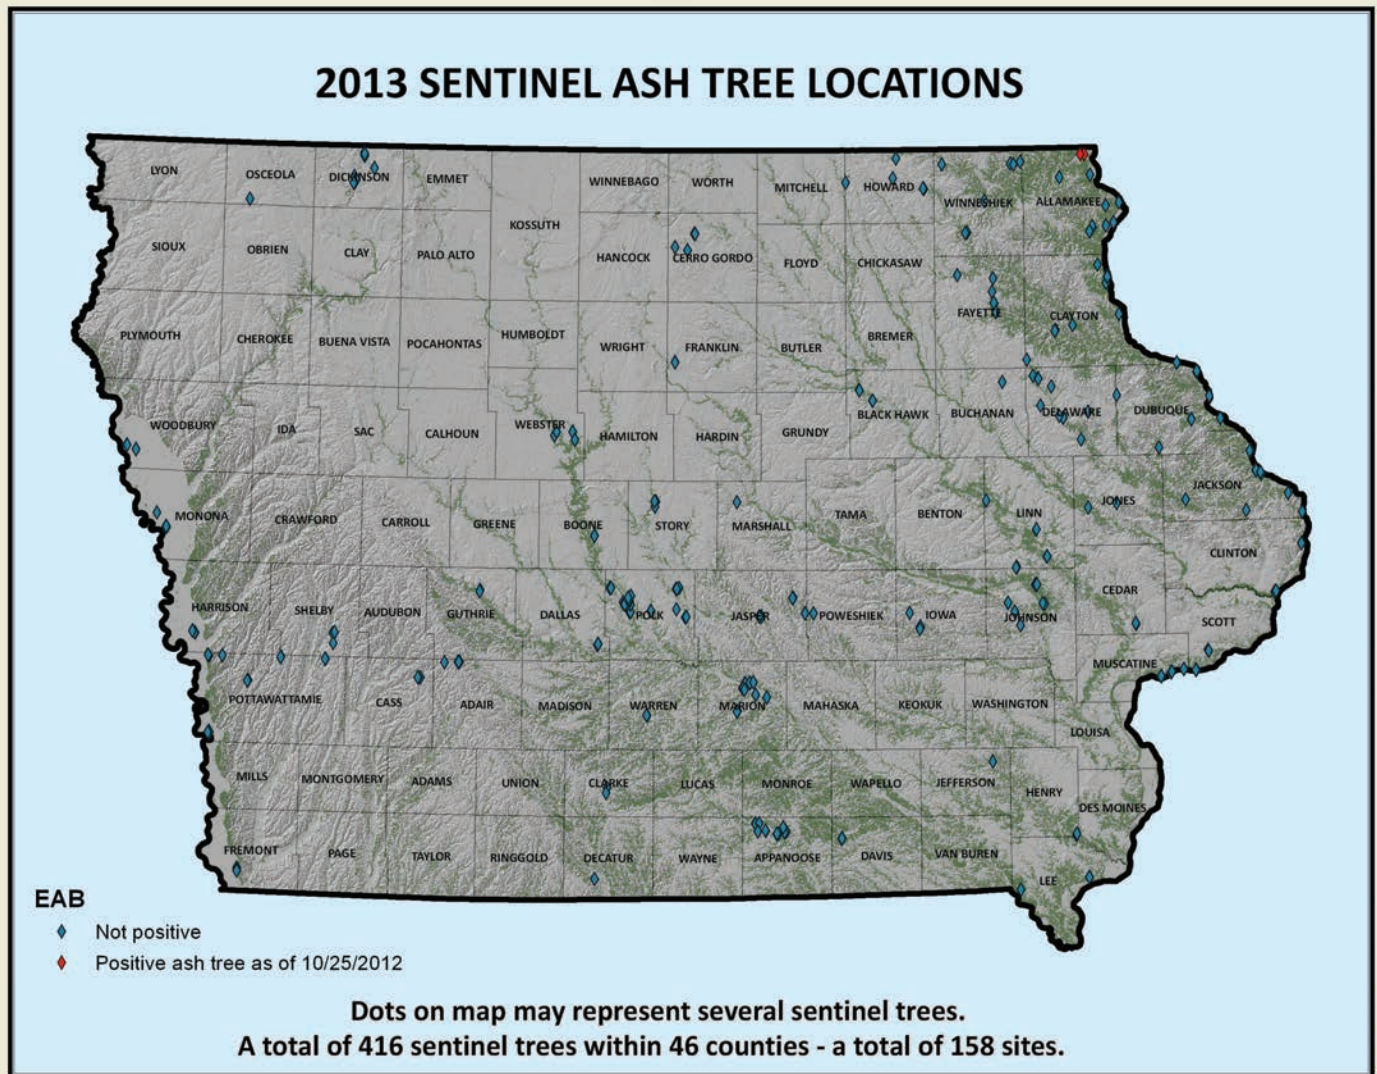 2013 SENTINEL ASH TREE LOCATIONS
LYON
OSCEOLA
DICKINSON
EMMET
WINNEBAGO
WORTH
MITCHELL
HOWARD
WINNESHIEK
ALLAMAKEE
KOSSUTH
SIOUX
OBRIEN
CLAY
PALO ALTO
HANCOCK
CERRO GORDO
FLOYD
CHICKASAW
FAYETTE
CLAYTON
PLYMOUTH
CHEROKEE
BUENA VISTA
POCAHONTAS
HUMBOLDT
WRIGHT
FRANKLIN
BUTLER
BREMER
WOODBURY
IDA
SAC
CALHOUN
WEBSTER
HAMILTON
HARDIN
GRUNDY
BLACK HAWK
BUCHANAN
DELAWARE
DUBUQUE
MONONA
CRAWFORD
CARROLL
GREENE
BOONE
STORY
MARSHALL
TAMA
BENTON
LINN
JONES
JACKSON
CLINTON
HARRISON
SHELBY
AUDUBON
GUTHRIE
DALLAS
POLK
JASPER
POWESHIEK
IOWA
JOHNSON
CEDAR
SCOTT
MUSCATINE
POTTAWATTAMIE
CASS
ADAIR
MADISON
WARREN
MARION
MAHASKA
KEOKUK
WASHINGTON
LOUISA
MILLS
MONTGOMERY
ADAMS
UNION
CLARKE
LUCAS
MONROE
WAPELLO
JEFFERSON
HENRY
DES MOINES
FREMONT
PAGE
TAYLOR
RINGGOLD
DECATUR
WAYNE
APPANOOSE
DAVIS
VAN BUREN
LEE
EAB
Not positive
Positive ash tree as of 10/25/2012
Dots on map may represent several sentinel trees.
A total of 416 sentinel trees within 46 counties - a total of 158 sites.